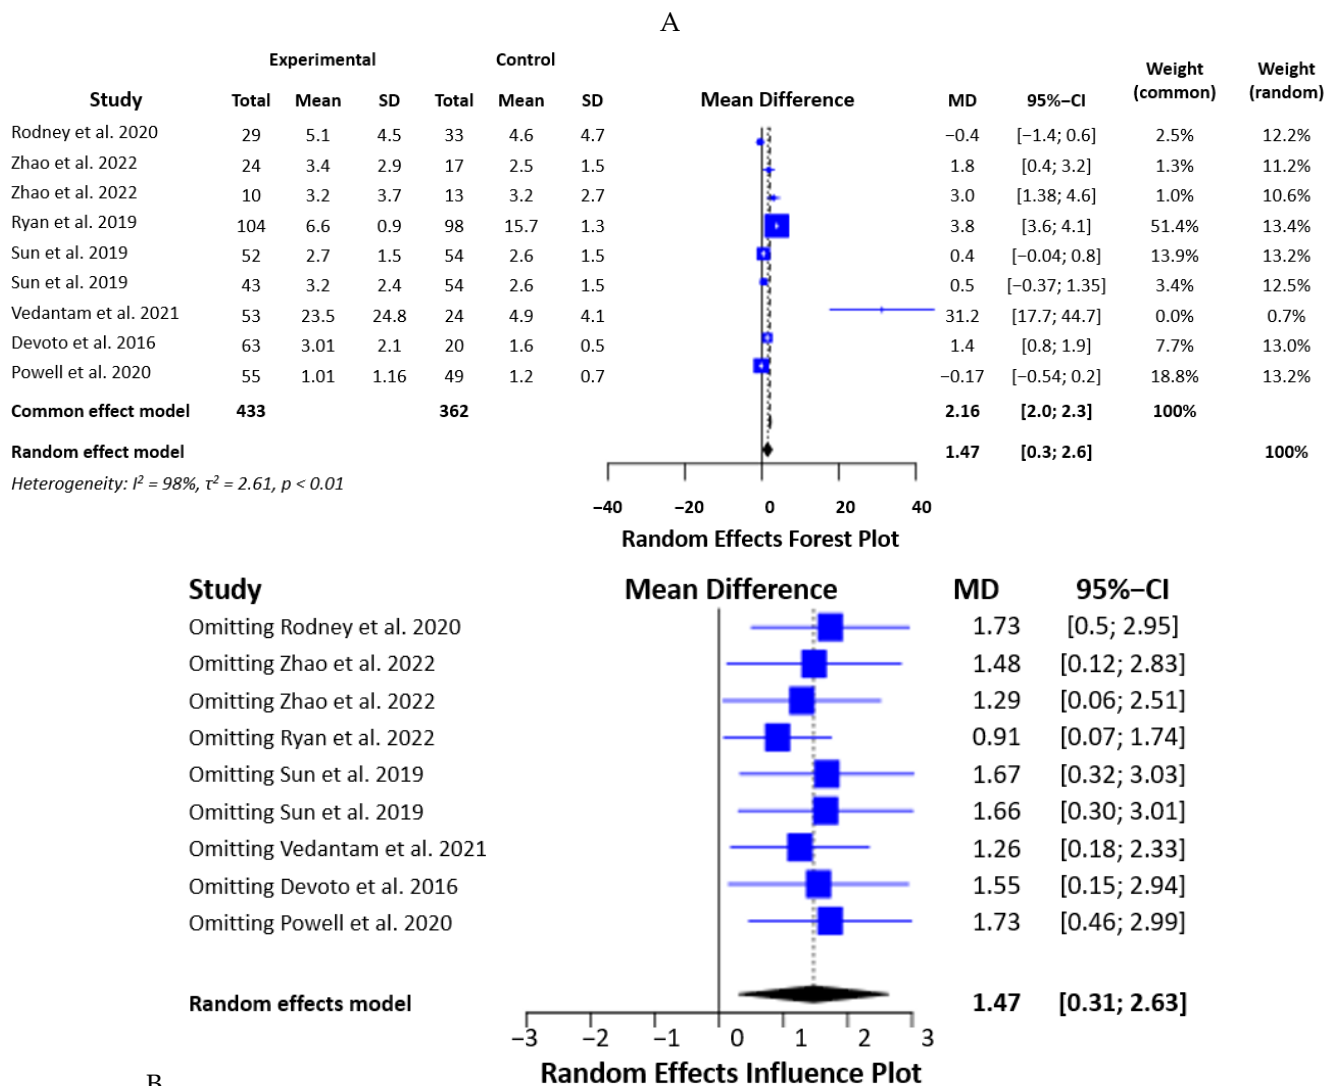 A
Experimental Control
Weight (common) Weight (random)
Study Total Mean SD Total Mean SD Mean Difference MD 95%−CI
Rodney et al. 2020 29 5.1 4.5 33 4.6 4.7 −0.4 [−1.4; 0.6] 2.5% 12.2%
Zhao et al. 2022 24 3.4 2.9 17 2.5 1.5 1.8 [0.4; 3.2] 1.3% 11.2%
Zhao et al. 2022 10 3.2 3.7 13 3.2 2.7 3.0 [1.38; 4.6] 1.0% 10.6%
Ryan et al. 2019 104 6.6 0.9 98 15.7 1.3 3.8 [3.6; 4.1] 51.4% 13.4%
Sun et al. 2019 52 2.7 1.5 54 2.6 1.5 0.4 [−0.04; 0.8] 13.9% 13.2%
Sun et al. 2019 43 3.2 2.4 54 2.6 1.5 0.5 [−0.37; 1.35] 3.4% 12.5%
Vedantam et al. 2021 53 23.5 24.8 24 4.9 4.1 31.2 [17.7; 44.7] 0.0% 0.7%
Devoto et al. 2016 63 3.01 2.1 20 1.6 0.5 1.4 [0.8; 1.9] 7.7% 13.0%
Powell et al. 2020 55 1.01 1.16 49 1.2 0.7 −0.17 [−0.54; 0.2] 18.8% 13.2%
Common effect model 433 362 2.16 [2.0; 2.3] 100%
Random effect model 1.47 [0.3; 2.6] 100%
Heterogeneity: I² = 98%, τ² = 2.61, p < 0.01
−40 −20 0 20 40
Random Effects Forest Plot
Study Mean Difference MD 95%−CI
Omitting Rodney et al. 2020 1.73 [0.5; 2.95]
Omitting Zhao et al. 2022 1.48 [0.12; 2.83]
Omitting Zhao et al. 2022 1.29 [0.06; 2.51]
Omitting Ryan et al. 2022 0.91 [0.07; 1.74]
Omitting Sun et al. 2019 1.67 [0.32; 3.03]
Omitting Sun et al. 2019 1.66 [0.30; 3.01]
Omitting Vedantam et al. 2021 1.26 [0.18; 2.33]
Omitting Devoto et al. 2016 1.55 [0.15; 2.94]
Omitting Powell et al. 2020 1.73 [0.46; 2.99]
Random effects model 1.47 [0.31; 2.63]
−3 −2 −1 0 1 2 3
Random Effects Influence Plot
B